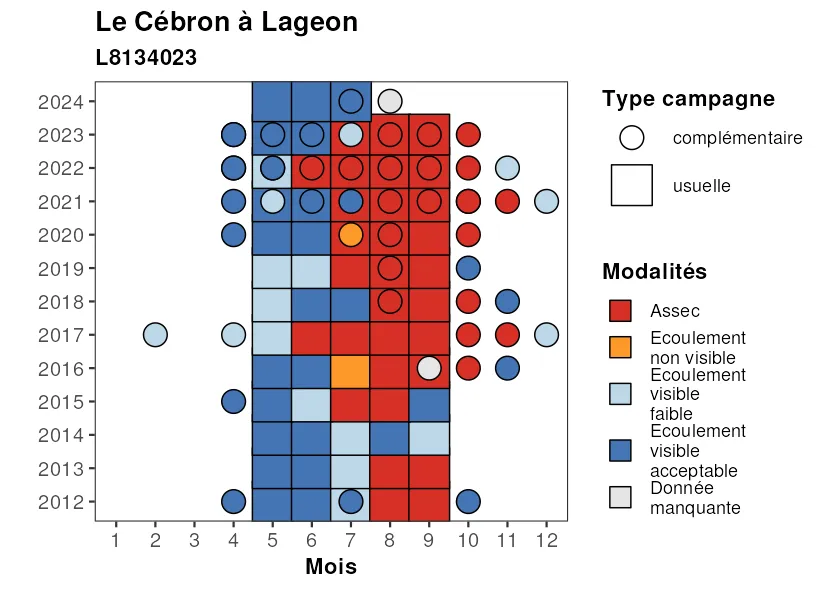 Le Cébron à Lageon
L8134023
2024
2023
2022
2021
2020
2019
2018
2017
2016
2015
2014
2013
2012
1 2 3 4 5 6 7 8 9 10 11 12
Mois
Type campagne
complémentaire
usuelle
Modalités
Assec
Ecoulement
non visible
Ecoulement
visible
faible
Ecoulement
visible
acceptable
Donnée
manquante